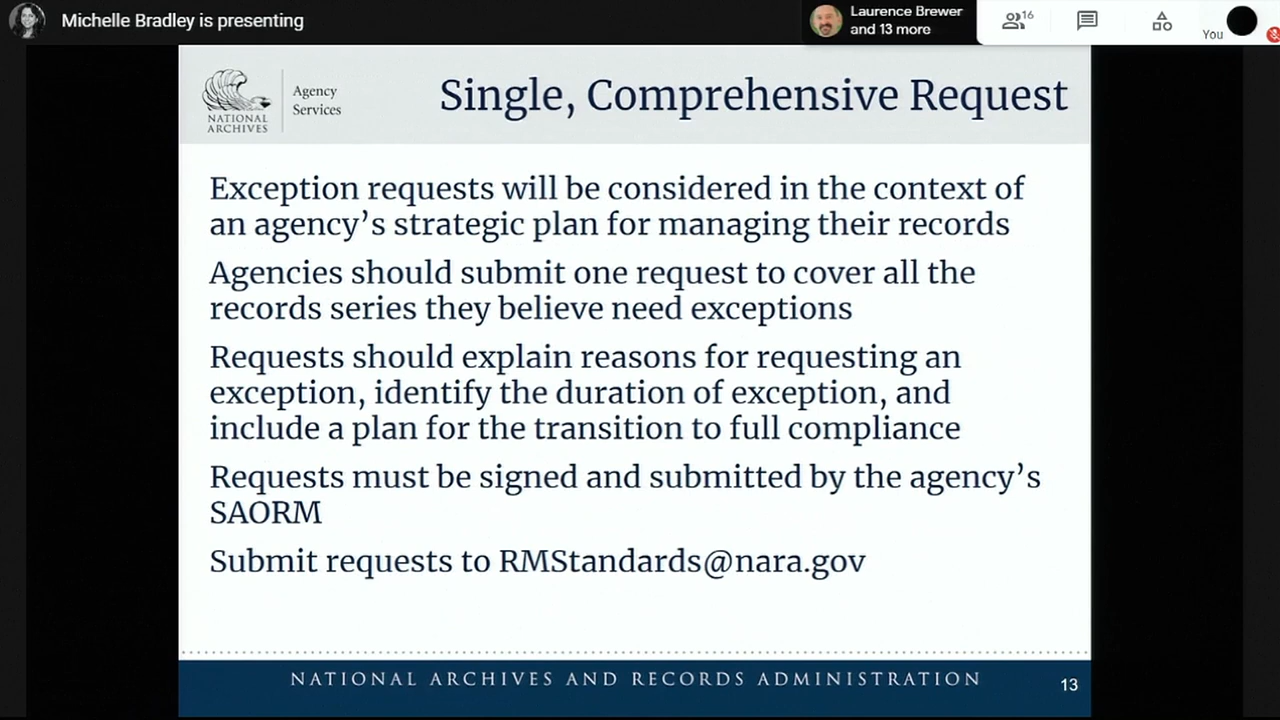 Michelle Bradley is presenting
Laurence Brewer
and 13 more
16
You
NATIONAL
ARCHIVES
Agency
Services
Single, Comprehensive Request
Exception requests will be considered in the context of
an agency’s strategic plan for managing their records
Agencies should submit one request to cover all the
records series they believe need exceptions
Requests should explain reasons for requesting an
exception, identify the duration of exception, and
include a plan for the transition to full compliance
Requests must be signed and submitted by the agency’s
SAORM
Submit requests to RMStandards@nara.gov
NATIONAL ARCHIVES AND RECORDS ADMINISTRATION
13